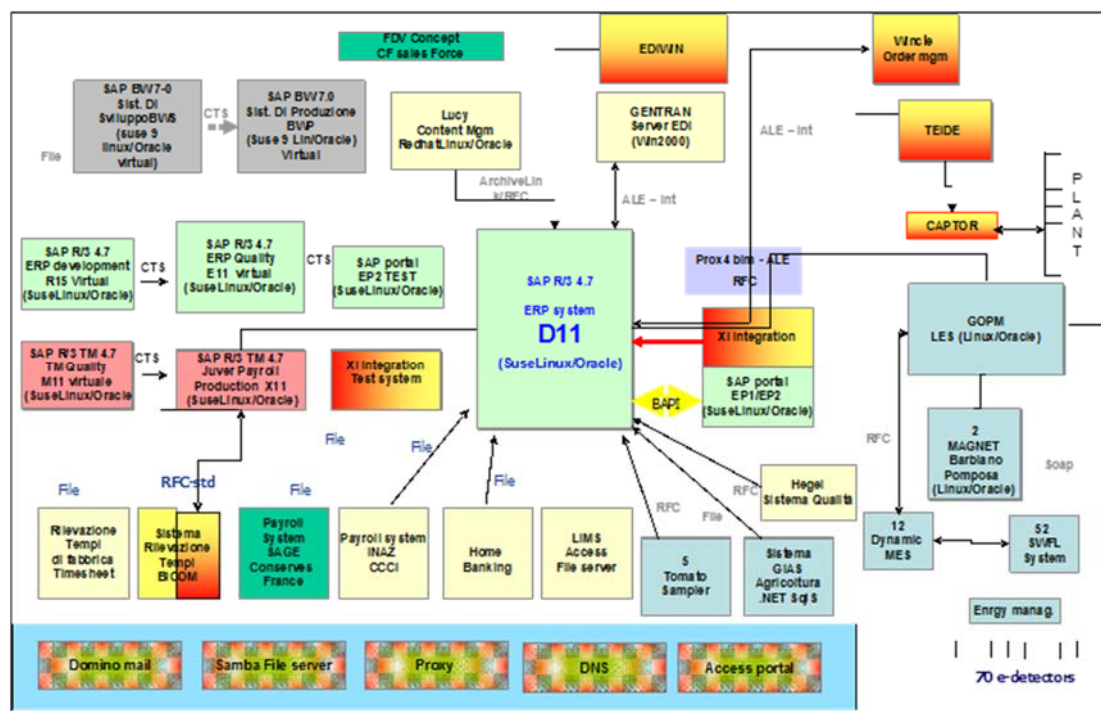 FDV Concept
CF sales Force
EDIWIN
Wincle
Order mgm
SAP BW7-0
Sist. DI
SviluppoBWS
(suse 9
linux/Oracle
virtual)
CTS
SAP BW7.0
Sist. DI Produzione
BWP
(Suse 9 Lin/Oracle)
Virtual
Lucy
Content Mgm
RedhatLinux/Oracle
GENTRAN
Server EDI
(Win2000)
ALE – Int
TEIDE
File
ArchiveLin
k/RFC
ALE – Int
CAPTOR
P
L
A
N
T
SAP R/3 4.7
ERP development
R15 Virtual
(SuseLinux/Oracle)
CTS
SAP R/3 4.7
ERP Quality
E11 virtual
(SuseLinux/Oracle)
CTS
SAP portal
EP2 TEST
(SuseLinux/Oracle)
SAP R/3 4.7
ERP system
D11
(SuseLinux/Oracle)
Prox4 bim - ALE
RFC
GOPM
LES (Linux/Oracle)
SAP R/3 TM 4.7
TM Quality
M11 virtuale
(SuseLinux/Oracle)
CTS
SAP R/3 TM 4.7
Juver Payroll
Production X11
(SuseLinux/Oracle)
XI Integration
Test system
XI Integration
SAP portal
EP1/EP2
(SuseLinux/Oracle)
BAPI
RFC
2
MAGNET
Barbiano
Pomposa
(Linux/Oracle)
Soap
File
File
File
RFC-std
File
File
RFC
RFC
File
Hegel
Sistema Qualità
Rilevazione
Tempi
di fabbrica
Timesheet
Sistema
Rilevazione
Tempi
BICOM
Payroll
System
SAGE
Conserves
France
Payroll system
INAZ
CCCI
Home
Banking
LIMS
Access
File server
5
Tomato
Sampler
Sistema
GIAS
Agricoltura
.NET SqlS
12
Dynamic
MES
52
SWFL
System
Enrgy manag.
70 e-detectors
Domino mail
Samba File server
Proxy
DNS
Access portal